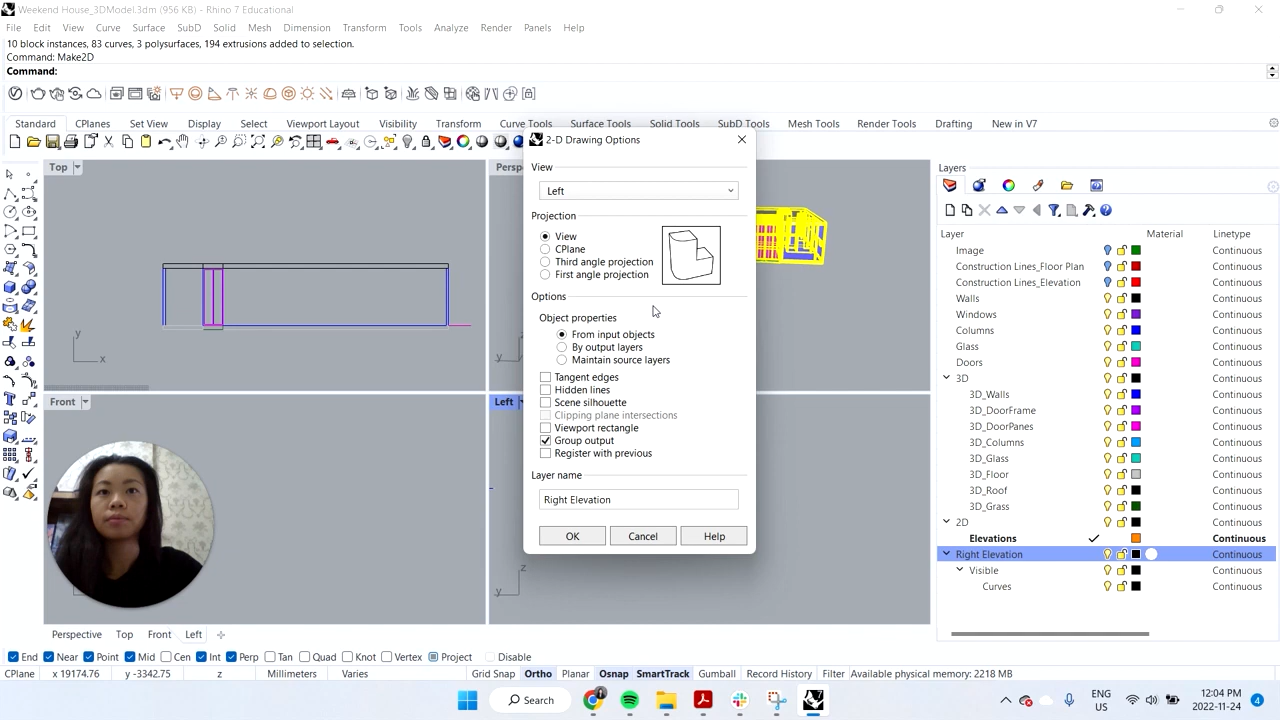 Weekend House_3DModel.3dm (956 KB) - Rhino 7 Educational
File Edit View Curve Surface SubD Solid Mesh Dimension Transform Tools Analyze Render Panels Help
10 block instances, 83 curves, 3 polysurfaces, 194 extrusions added to selection.
Command: Make2D
Command:
Standard CPlanes Set View Display Select Viewport Layout Visibility Transform Curve Tools Surface Tools Solid Tools SubD Tools Mesh Tools Render Tools Drafting New in V7
Top
Persp
y
x
y
Front
Left
z
y
2-D Drawing Options
View
Left
Projection
View
CPlane
Third angle projection
First angle projection
Options
Object properties
From input objects
By output layers
Maintain source layers
Tangent edges
Hidden lines
Scene silhouette
Clipping plane intersections
Viewport rectangle
Group output
Register with previous
Layer name
Right Elevation
OK Cancel Help
Layers
Layer Material Linetype
Image Continuous
Construction Lines_Floor Plan Continuous
Construction Lines_Elevation Continuous
Walls Continuous
Windows Continuous
Columns Continuous
Glass Continuous
Doors Continuous
3D Continuous
3D_Walls Continuous
3D_DoorFrame Continuous
3D_DoorPanes Continuous
3D_Columns Continuous
3D_Glass Continuous
3D_Floor Continuous
3D_Roof Continuous
3D_Grass Continuous
2D Continuous
Elevations Continuous
Right Elevation Continuous
Visible Continuous
Curves Continuous
Perspective Top Front Left
End Near Point Mid Cen Int Perp Tan Quad Knot Vertex Project Disable
CPlane x 19174.76 y -3342.75 z Millimeters Varies Grid Snap Ortho Planar Osnap SmartTrack Gumball Record History Filter Available physical memory: 2218 MB
Search
ENG
US
12:04 PM
2022-11-24
4